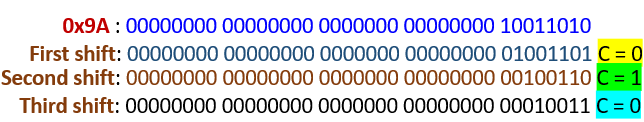 0x9A : 00000000 00000000 0000000 00000000 10011010
First shift: 00000000 00000000 0000000 00000000 01001101 C = 0
Second shift: 00000000 00000000 0000000 00000000 00100110 C = 1
Third shift: 00000000 00000000 0000000 00000000 00010011 C = 0